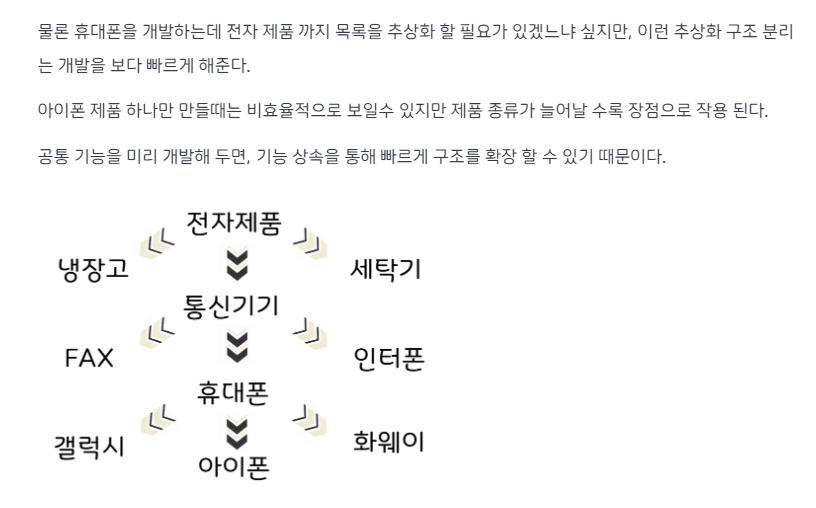 물론 휴대폰을 개발하는데 전자 제품 까지 목록을 추상화 할 필요가 있겠느냐 싶지만, 이런 추상화 구조 분리
는 개발을 보다 빠르게 해준다.
아이폰 제품 하나만 만들때는 비효율적으로 보일수 있지만 제품 종류가 늘어날 수록 장점으로 작용 된다.
공통 기능을 미리 개발해 두면, 기능 상속을 통해 빠르게 구조를 확장 할 수 있기 때문이다.
전자제품
냉장고 세탁기
통신기기
FAX 인터폰
휴대폰
갤럭시 화웨이
아이폰